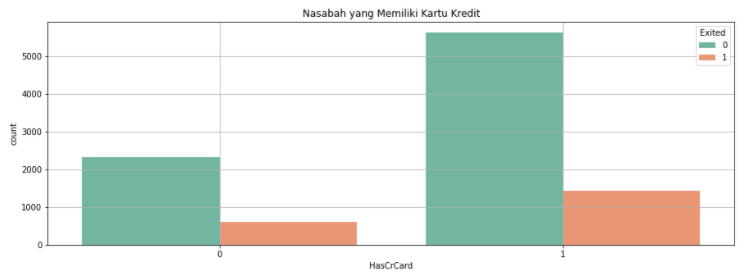 Nasabah yang Memiliki Kartu Kredit
Exited
0
1
5000
4000
3000
2000
1000
0
count
0 1
HasCrCard